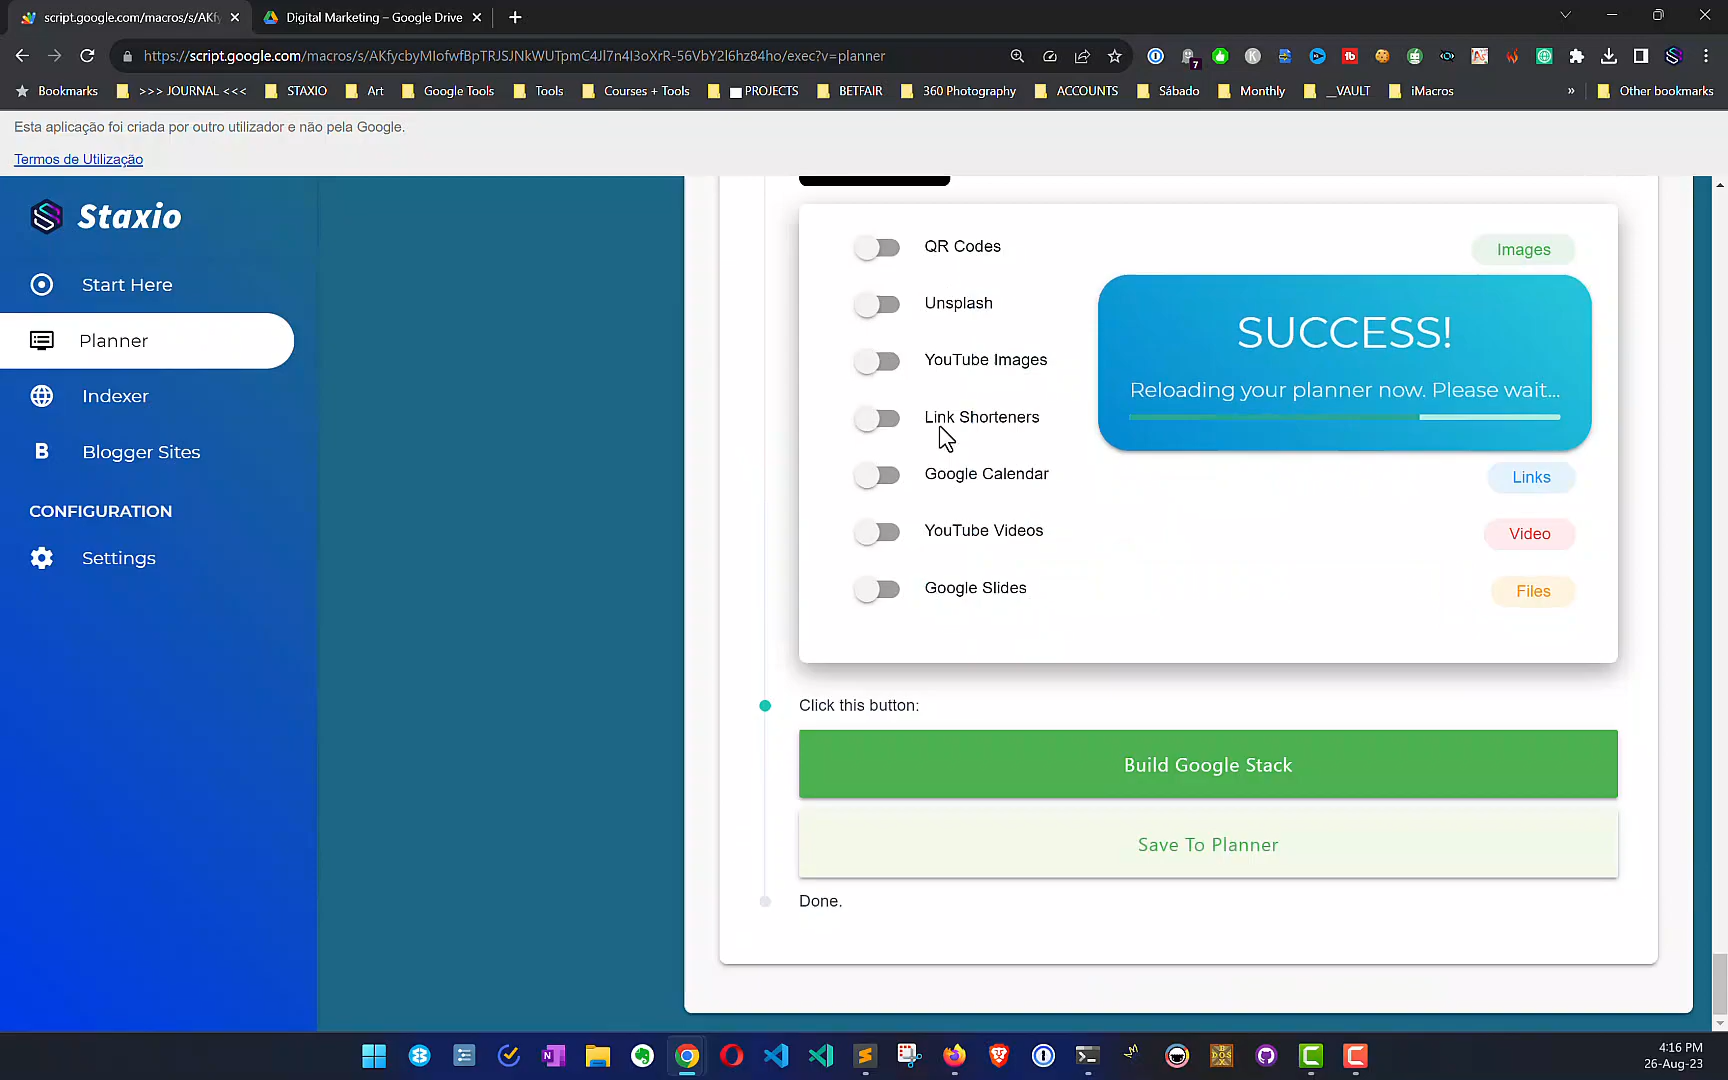 script.google.com/macros/s/AKfy
Digital Marketing – Google Drive
https://script.google.com/macros/s/AKfycbyMIofwfBpTRJSJNkWUTpmC4Jl7n4I3oXrR-56VbY2l6hz84ho/exec?v=planner
Bookmarks
>>> JOURNAL <<<
STAXIO
Art
Google Tools
Tools
Courses + Tools
PROJECTS
BETFAIR
360 Photography
ACCOUNTS
Sábado
Monthly
__VAULT
iMacros
»
Other bookmarks
Esta aplicação foi criada por outro utilizador e não pela Google.
Termos de Utilização
Staxio
Start Here
Planner
Indexer
B Blogger Sites
CONFIGURATION
Settings
QR Codes
Images
Unsplash
YouTube Images
Link Shorteners
Google Calendar
Links
YouTube Videos
Video
Google Slides
Files
SUCCESS!
Reloading your planner now. Please wait...
Click this button:
Build Google Stack
Save To Planner
Done.
4:16 PM
26-Aug-23